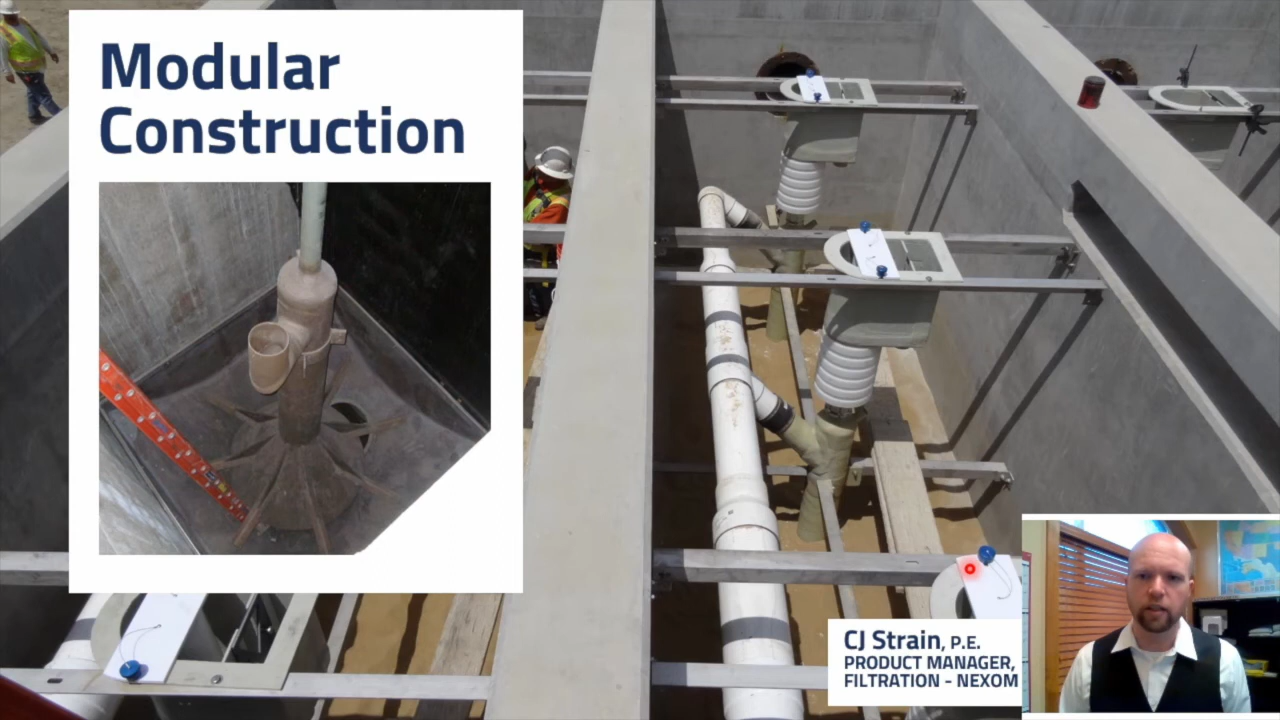 Modular
Construction
CJ Strain, P.E.
PRODUCT MANAGER,
FILTRATION - NEXOM